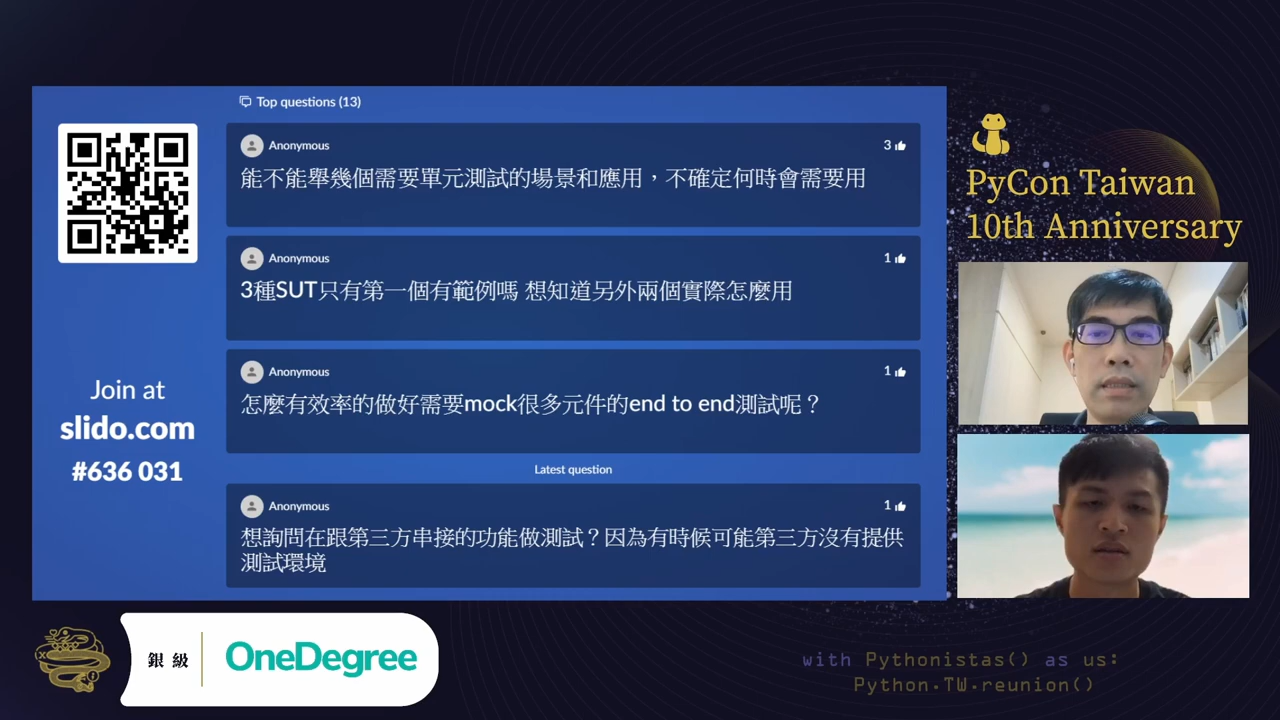 Top questions (13)
Anonymous
3
能不能舉幾個需要單元測試的場景和應用，不確定何時會需要用
Anonymous
1
3種SUT只有第一個有範例嗎 想知道另外兩個實際怎麼用
Anonymous
1
怎麼有效率的做好需要mock很多元件的end to end測試呢？
Latest question
Anonymous
1
想詢問在跟第三方串接的功能做測試？因為有時候可能第三方沒有提供
測試環境
Join at
slido.com
#636 031
PyCon Taiwan
10th Anniversary
銀級
OneDegree
with Pythonistas() as us:
Python.TW.reunion()